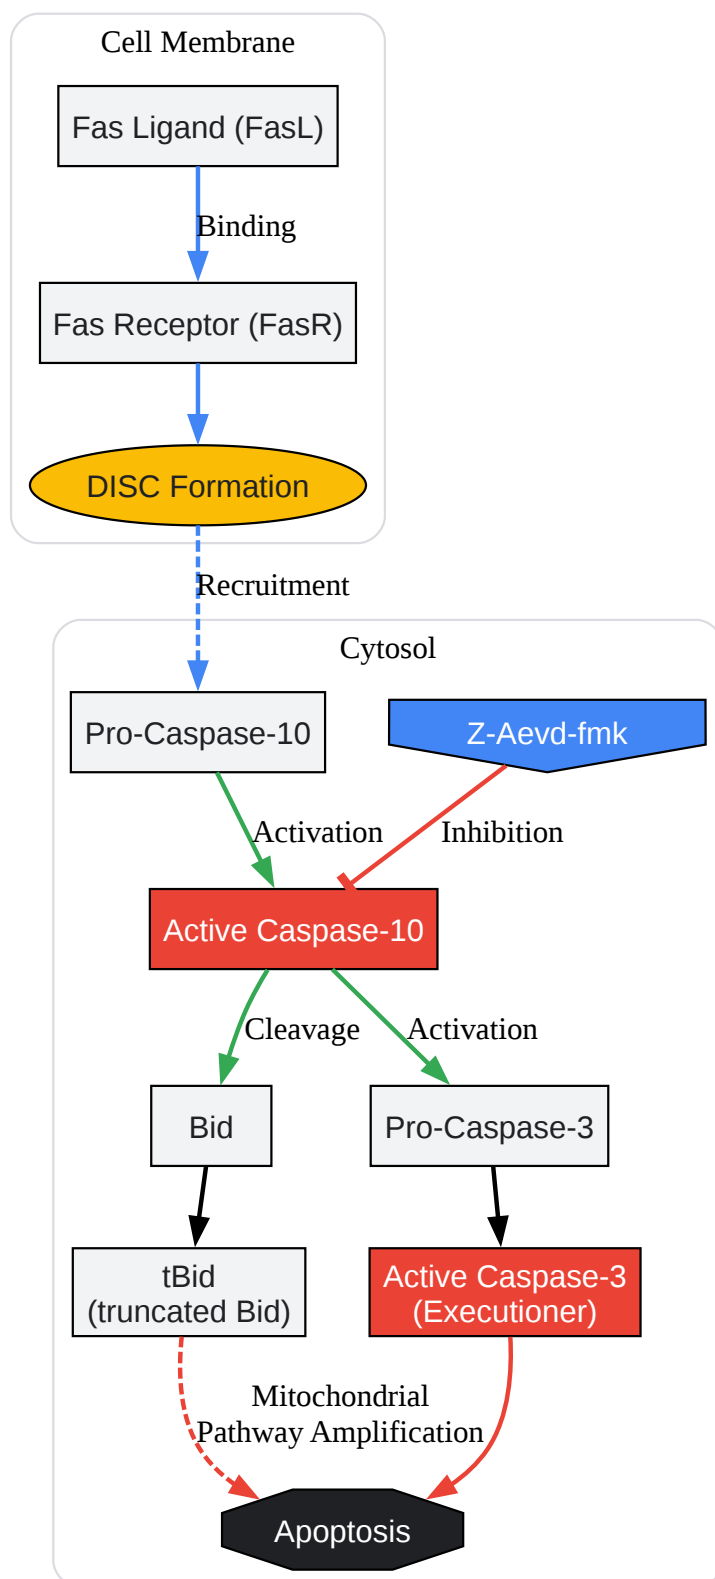 Cell Membrane
Fas Ligand (FasL)
Binding
Fas Receptor (FasR)
DISC Formation
Recruitment
Cytosol
Pro-Caspase-10
Z-Aevd-fmk
Activation
Inhibition
Active Caspase-10
Cleavage
Activation
Bid
Pro-Caspase-3
tBid
(truncated Bid)
Active Caspase-3
(Executioner)
Mitochondrial
Pathway Amplification
Apoptosis